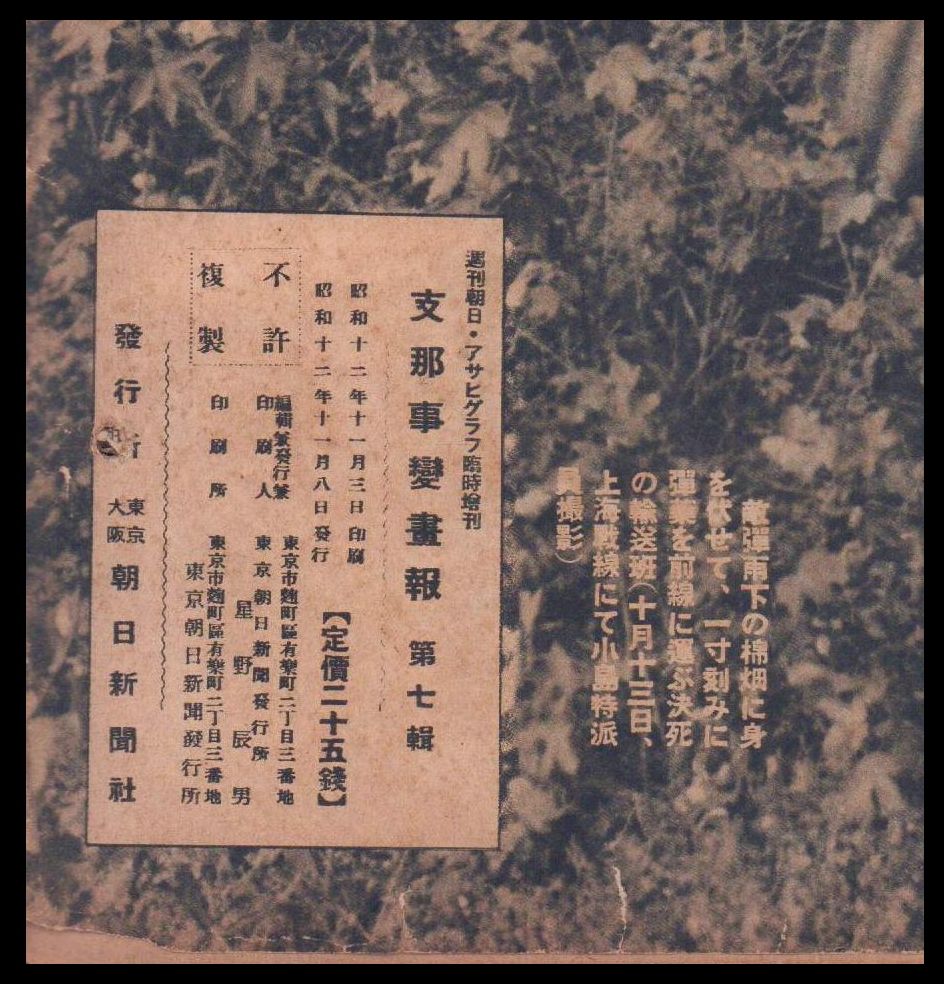 敵彈雨下の棉畑に身
を伏せて、一寸刻みに
彈藥を前線に運ぶ決死
の輸送班(十月十三日、
上海戰線にて小島特派
員撮影)
週刊朝日・アサヒグラフ臨時增刊
支那事變畫報 第七輯
昭和十二年十一月三日印刷
昭和十二年十一月八日發行
【定價二十五錢】
不許
複製
編輯兼發行兼
印刷人
東京市麴町區有樂町二丁目三番地
東京朝日新聞發行所
星野辰男
印刷所
東京市麴町區有樂町二丁目三番地
東京朝日新聞發行所
發行所
東京
大阪
朝日新聞社